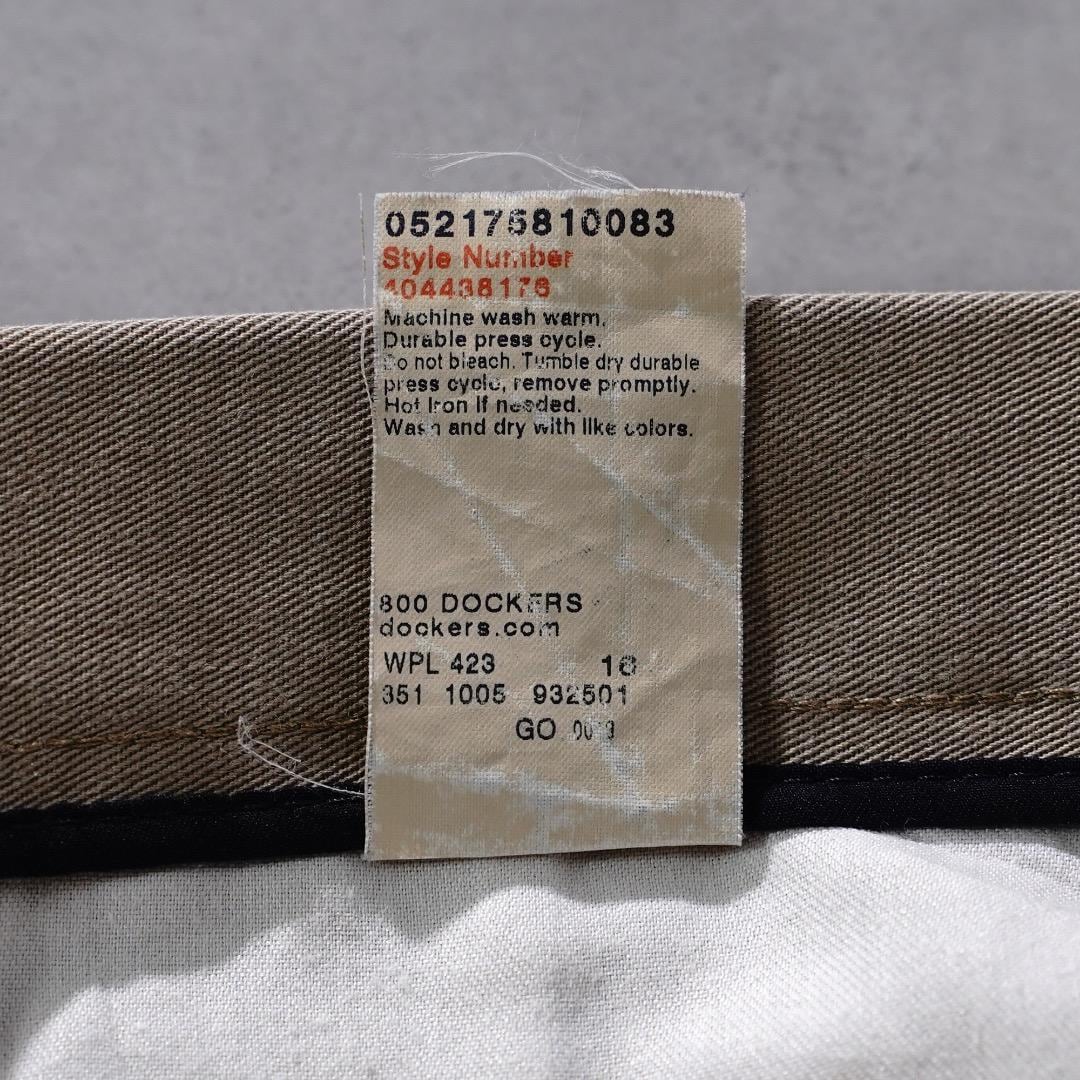 052175810083
Style Number
404438176
Machine wash warm.
Durable press cycle.
Do not bleach. Tumble dry durable
press cycle, remove promptly.
Hot Iron if needed.
Wash and dry with like colors.
800 DOCKERS
dockers.com
WPL 423 16
351 1005 932501
GO